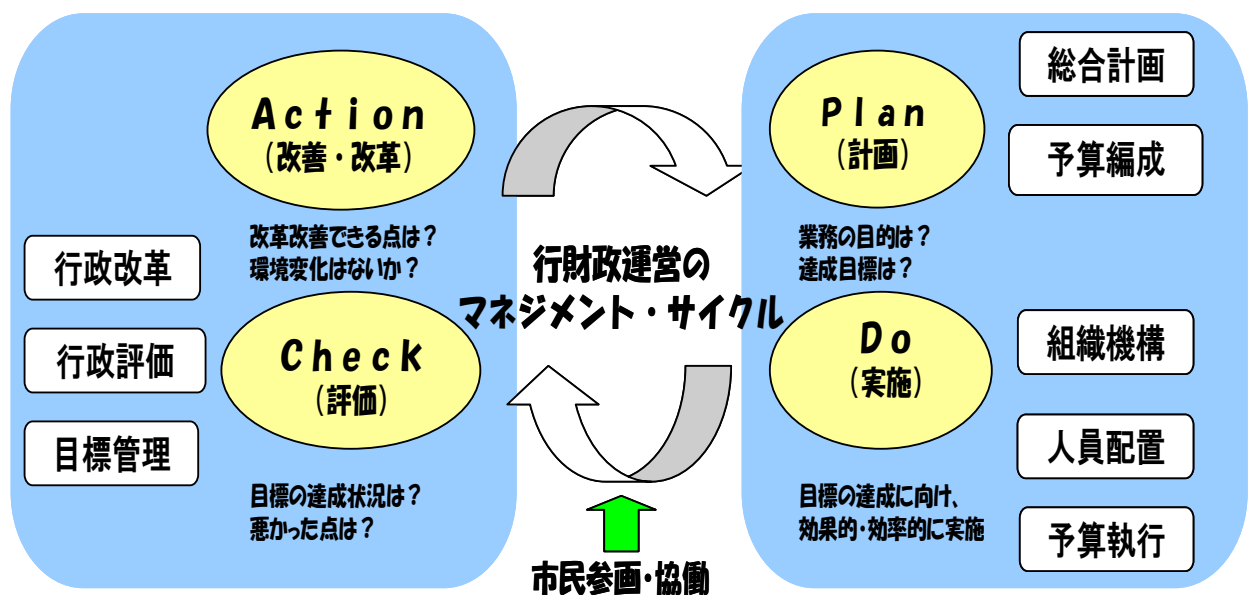 Action
(改善・改革)
改革改善できる点は？
環境変化はないか？
行政改革
行政評価
目標管理
Check
(評価)
目標の達成状況は？
悪かった点は？
行財政運営の
マネジメント・サイクル
市民参画・協働
Plan
(計画)
業務の目的は？
達成目標は？
総合計画
予算編成
Do
(実施)
目標の達成に向け、
効果的・効率的に実施
組織機構
人員配置
予算執行